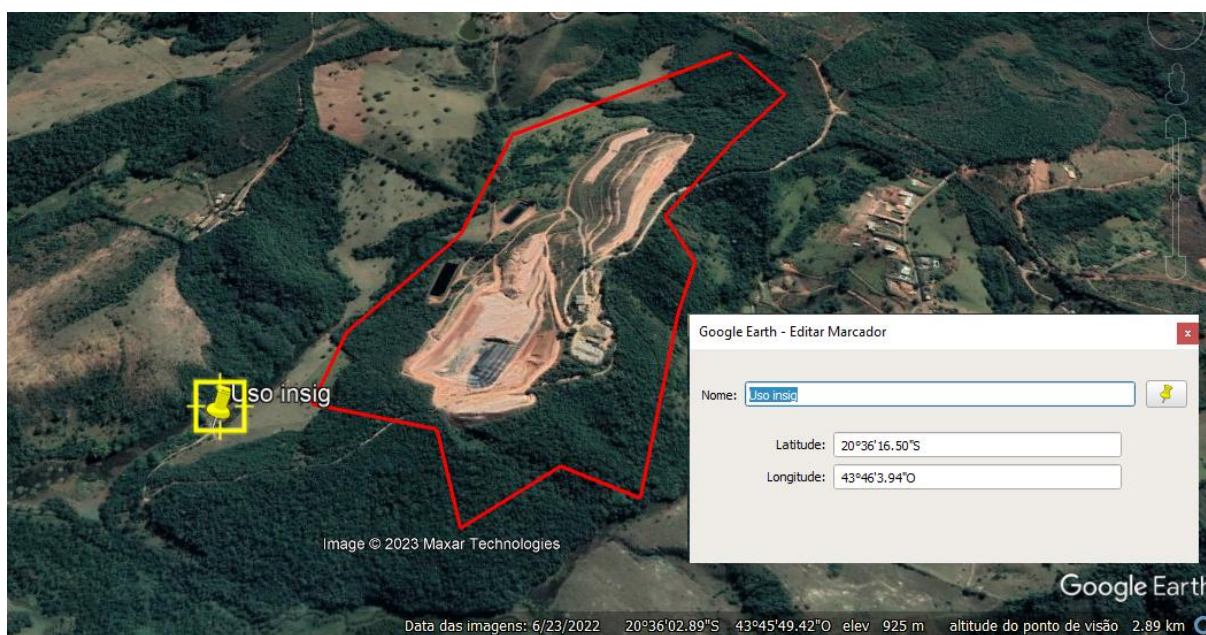 Google Earth - Editar Marcador
x
Nome: Uso insig
Latitude: 20°36'16.50"S
Longitude: 43°46'3.94"O
Uso insig
Image © 2023 Maxar Technologies
Google Earth
Data das imagens: 6/23/2022 20°36'02.89"S 43°45'49.42"O elev 925 m altitude do ponto de visão 2.89 km